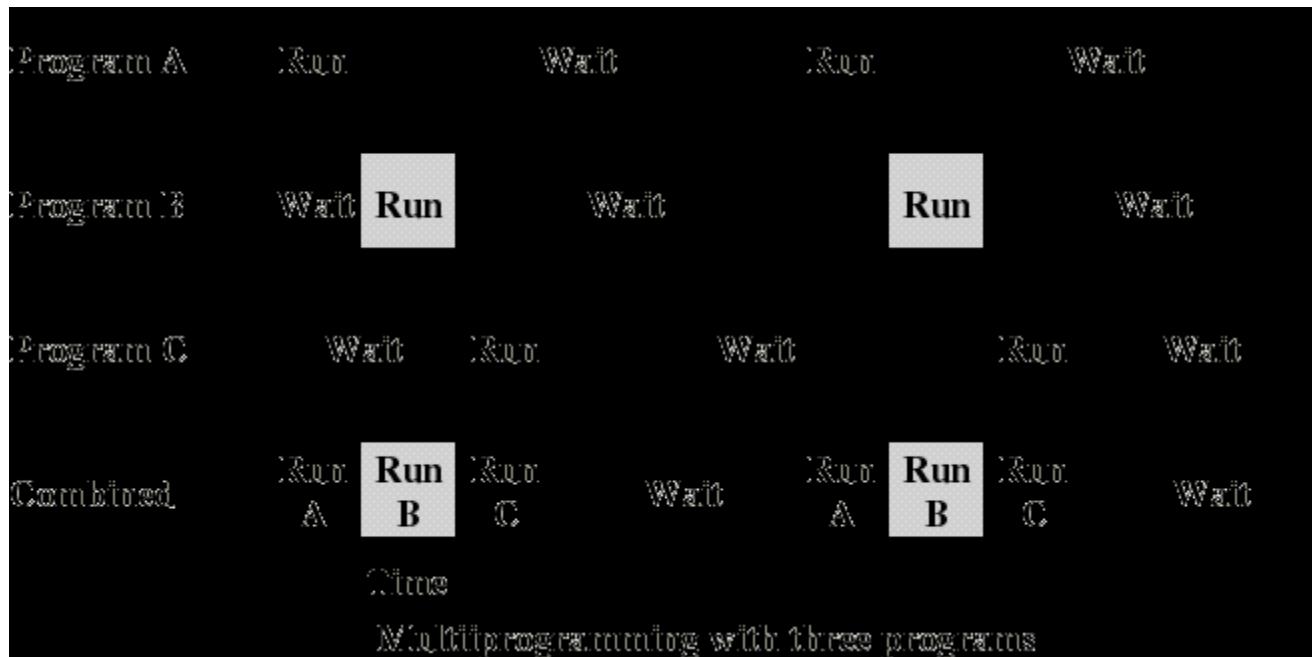 Program A Run Wait Run Wait
Program B Wait Run Wait Run Wait
Program C Wait Run Wait Run Wait
Combined Run A Run B Run C Wait Run A Run B Run C Wait
Time
Multiprogramming with three programs